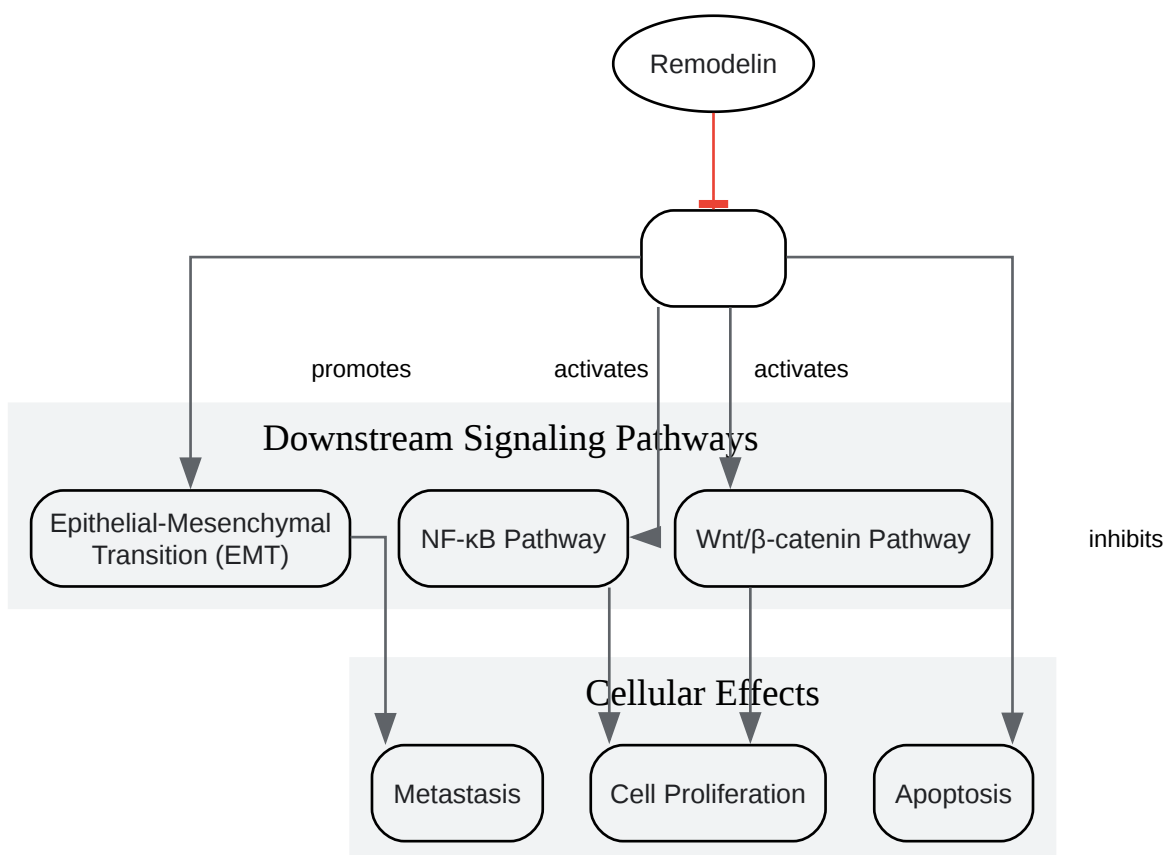 Remodelin
promotes
activates
activates
Downstream Signaling Pathways
Epithelial-Mesenchymal
Transition (EMT)
NF-κB Pathway
Wnt/β-catenin Pathway
inhibits
Cellular Effects
Metastasis
Cell Proliferation
Apoptosis